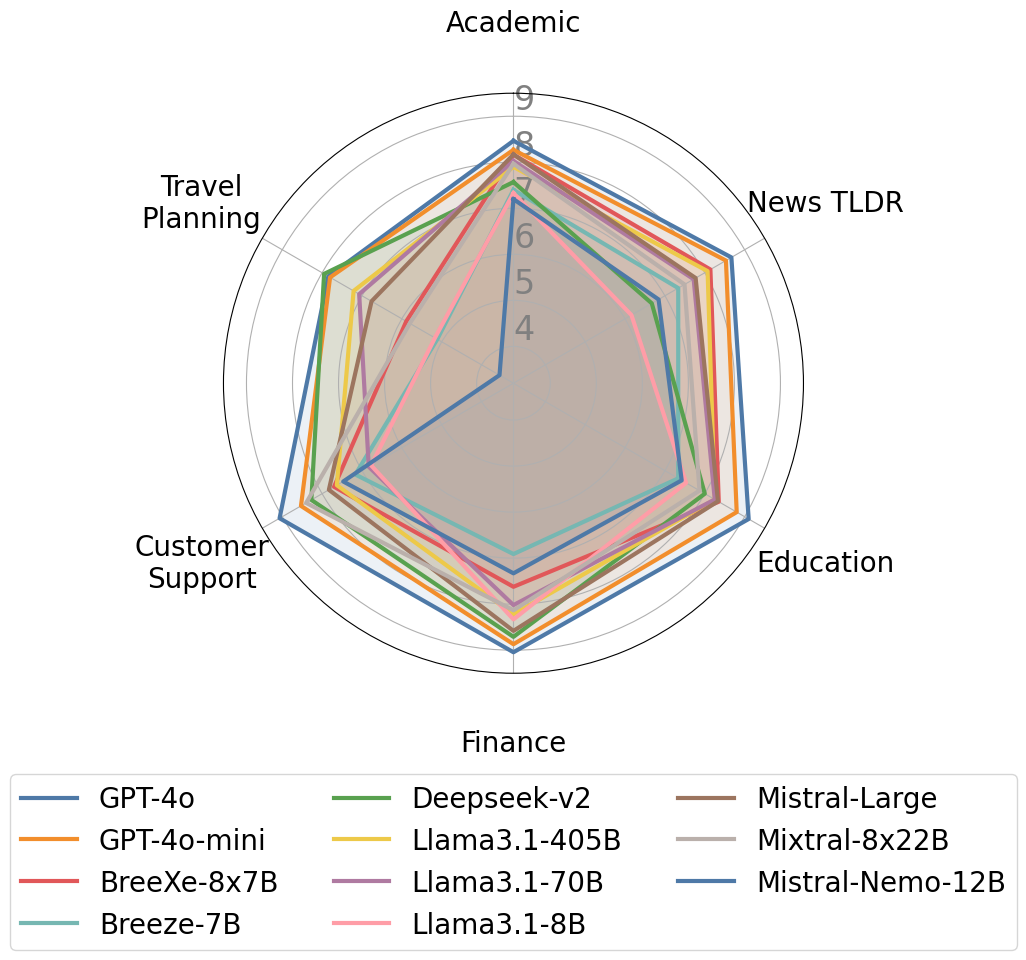 Academic
9
8
7
6
5
4
Travel
Planning
News TLDR
Customer
Support
Education
Finance
GPT-4o
GPT-4o-mini
BreeXe-8x7B
Breeze-7B
Deepseek-v2
Llama3.1-405B
Llama3.1-70B
Llama3.1-8B
Mistral-Large
Mixtral-8x22B
Mistral-Nemo-12B